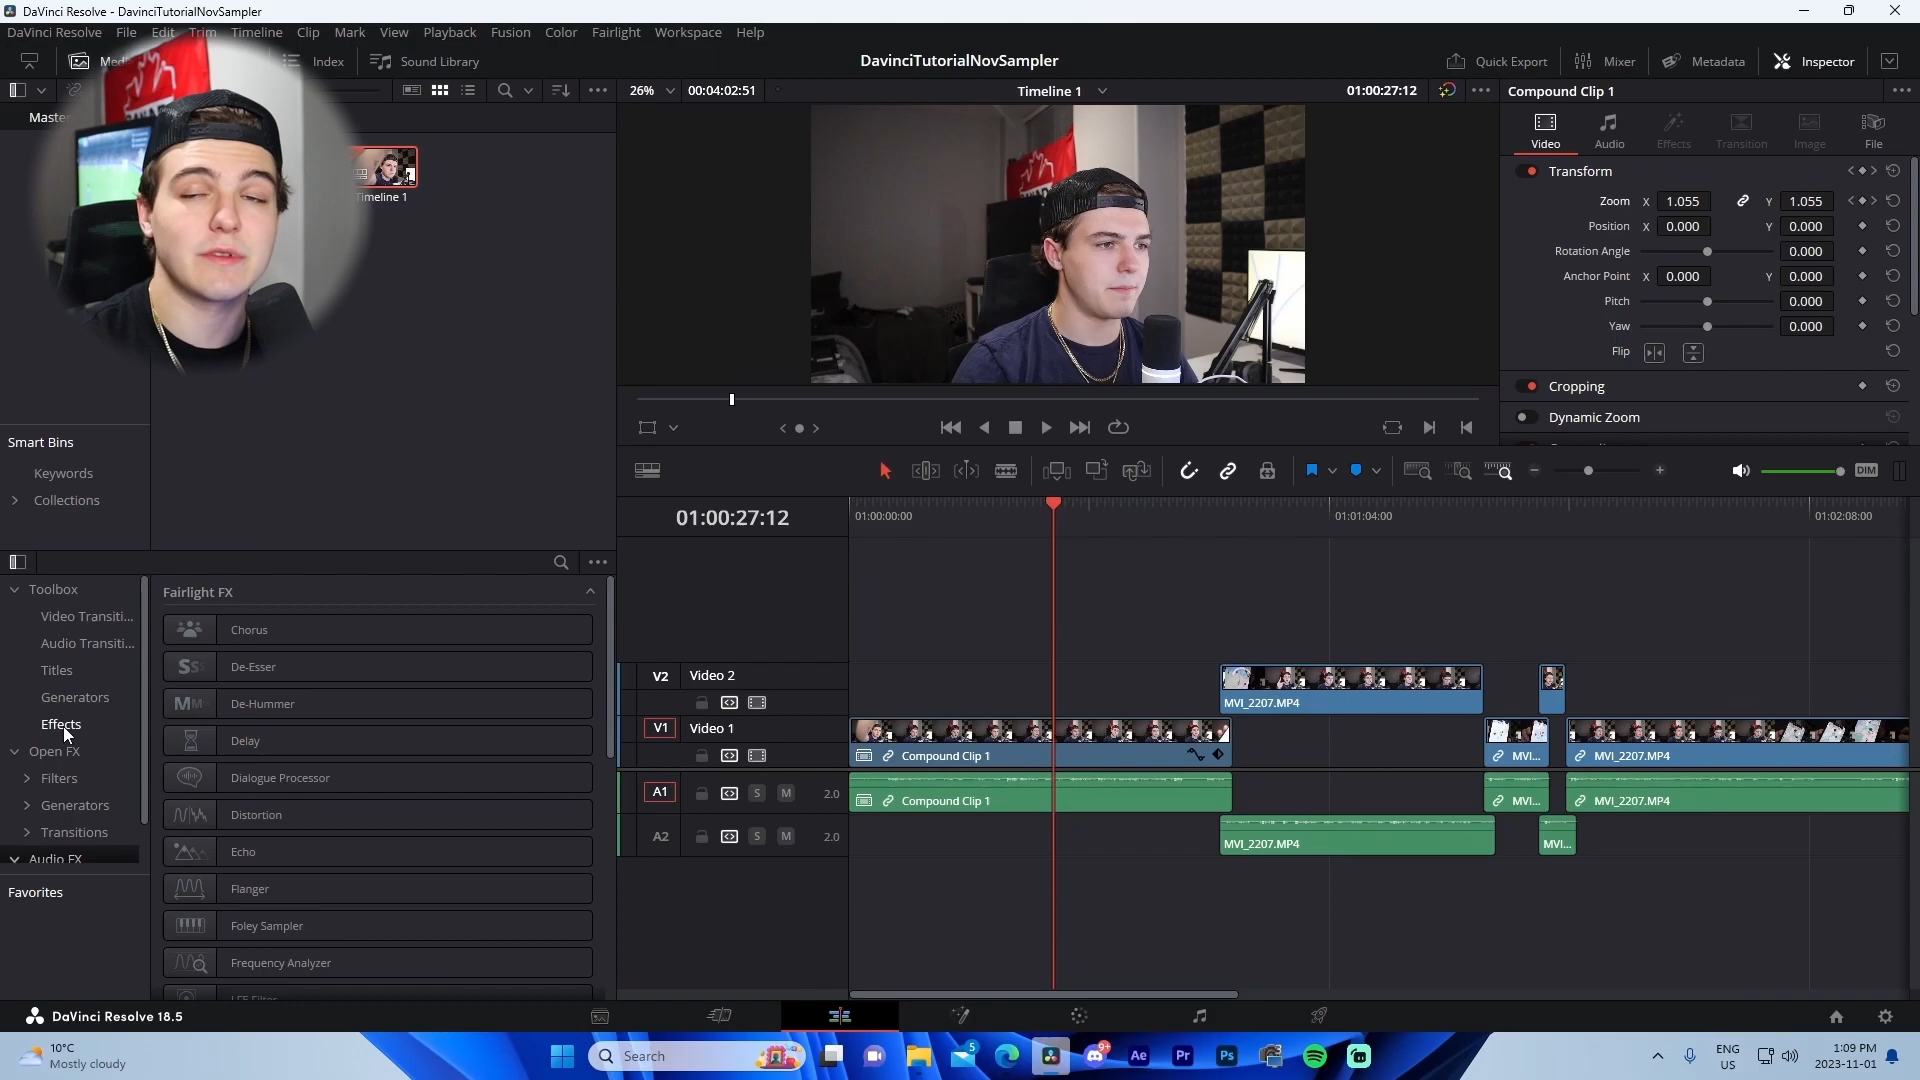 DaVinci Resolve - DavinciTutorialNovSampler
DaVinci Resolve File Edit Trim Timeline Clip Mark View Playback Fusion Color Fairlight Workspace Help
Index Sound Library DavinciTutorialNovSampler Quick Export Mixer Metadata Inspector
26% 00:04:02:51 Timeline 1 01:00:27:12 Compound Clip 1
Master
Timeline 1
Video Audio Effects Transition Image File
Transform
Zoom X 1.055 Y 1.055
Position X 0.000 Y 0.000
Rotation Angle 0.000
Anchor Point X 0.000 Y 0.000
Pitch 0.000
Yaw 0.000
Flip
Cropping
Dynamic Zoom
Smart Bins
Keywords
Collections
DIM
01:00:27:12
01:00:00:00 01:01:04:00 01:02:08:00
Toolbox
Video Transiti...
Audio Transiti...
Titles
Generators
Effects
Open FX
Filters
Generators
Transitions
Audio FX
Favorites
Fairlight FX
Chorus
De-Esser
De-Hummer
Delay
Dialogue Processor
Distortion
Echo
Flanger
Foley Sampler
Frequency Analyzer
V2 Video 2
MVI_2207.MP4
V1 Video 1
Compound Clip 1 MVI... MVI_2207.MP4
A1 S M 2.0 Compound Clip 1 MVI... MVI_2207.MP4
A2 S M 2.0 MVI_2207.MP4 MVI...
DaVinci Resolve 18.5
10°C
Mostly cloudy
Search
5
9+
Ae Pr Ps
ENG
US
1:09 PM
2023-11-01